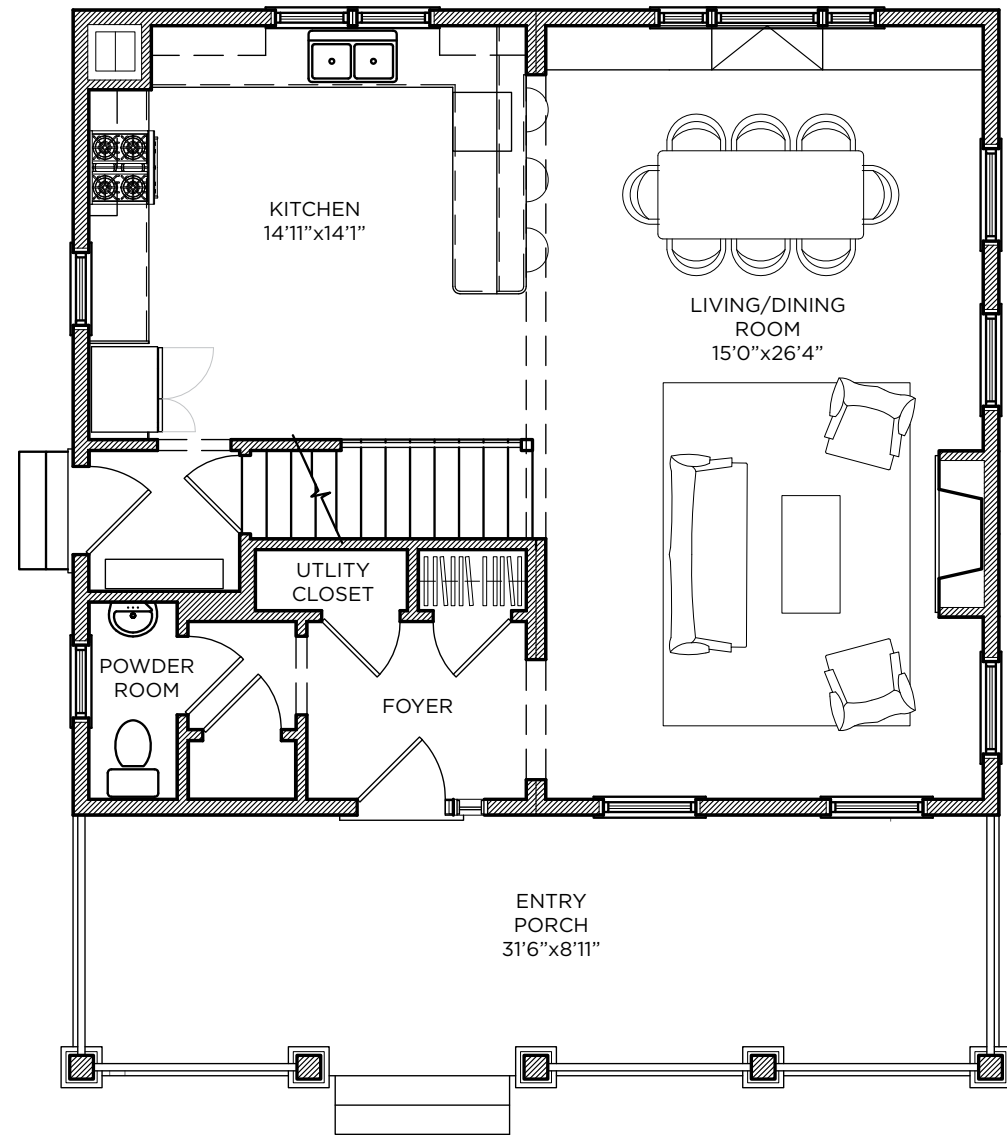 KITCHEN
14’11”x14’1”
LIVING/DINING
ROOM
15’0”x26’4”
UTLITY
CLOSET
POWDER
ROOM
FOYER
ENTRY
PORCH
31’6”x8’11”